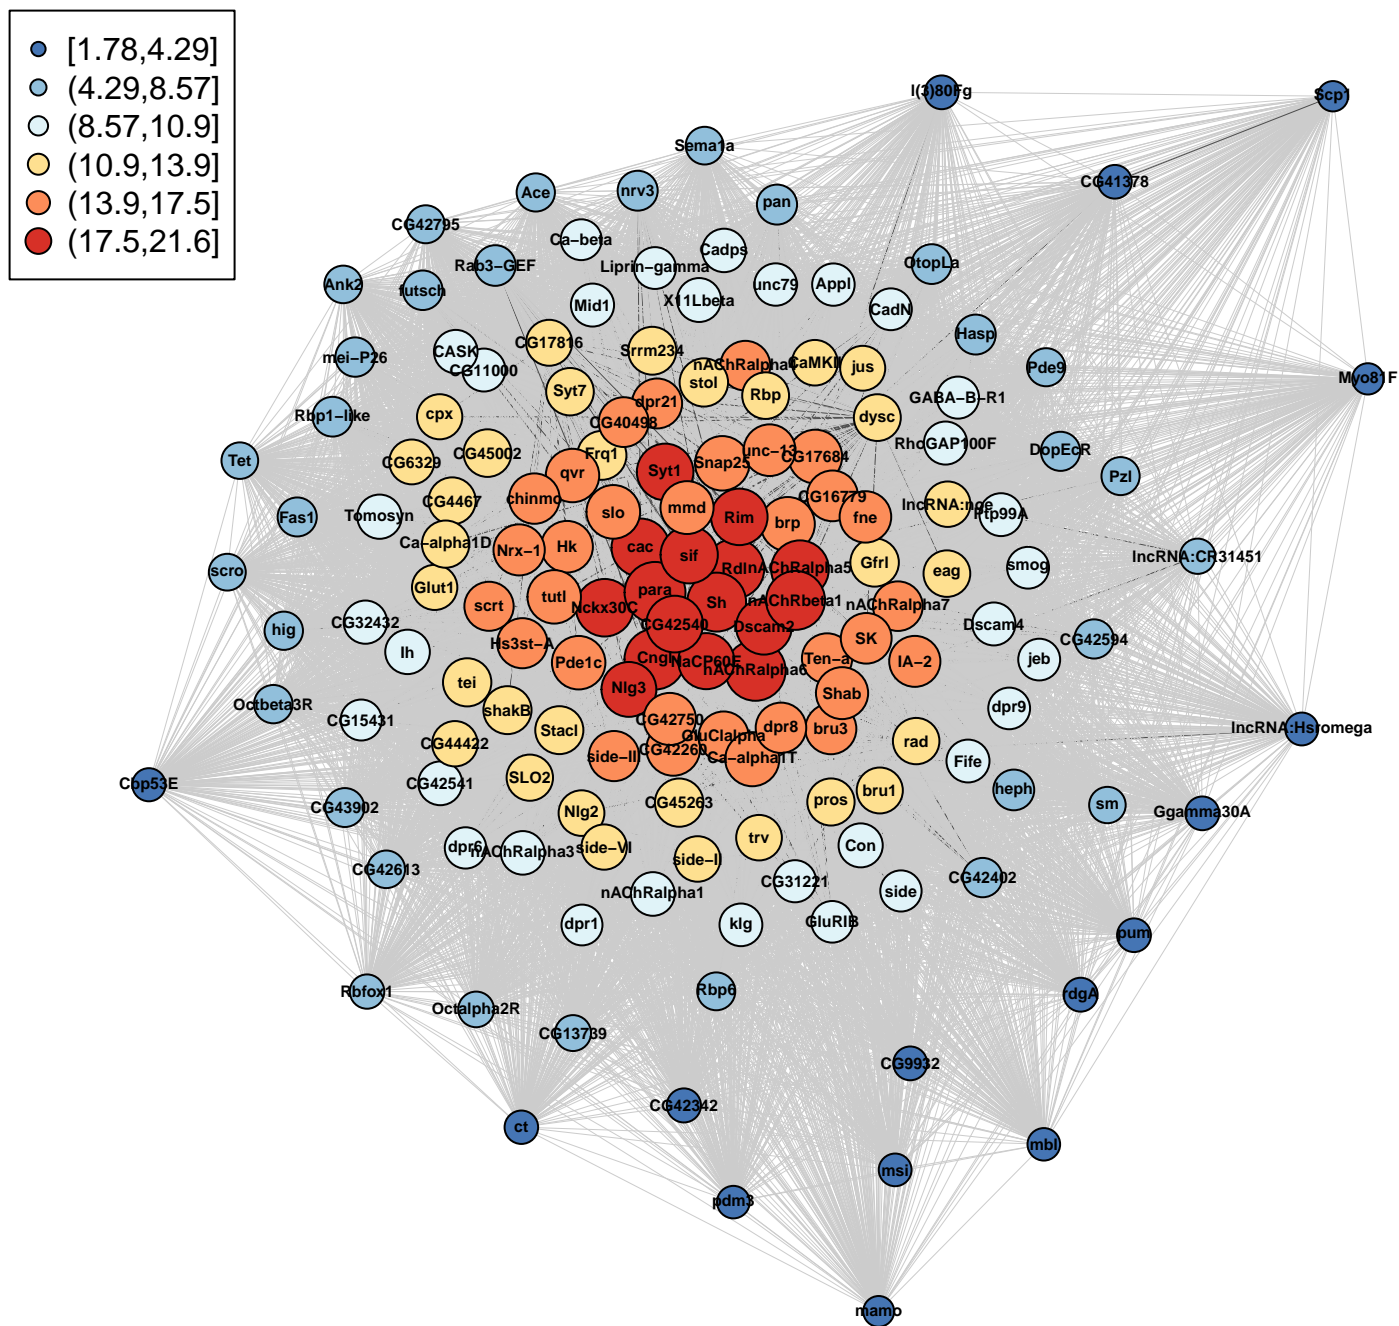 [1.78,4.29]
(4.29,8.57]
(8.57,10.9]
(10.9,13.9]
(13.9,17.5]
(17.5,21.6]
l(3)80Fg
Scp1
Sema1a
CG41378
Ace
nrv3
pan
CG42795
Ca−beta
Cadps
Rab3−GEF
Liprin−gamma
OtopLa
Ank2
futsch
X11Lbeta
unc79
Appl
Mid1
CadN
Hasp
mei−P26
CASK
CG17816
Srrm234
CG11000
nAChRalpha
CaMKII
jus
Pde9
Myo81F
stol
Syt7
Rbp
GABA−B−R1
Rbp1−like
cpx
dpr21
CG40498
dysc
RhoGAP100F
DopEcR
Tet
CG6329
CG45002
Frq1
Syt1
Snap25
unc−13
CG17684
Pzl
qvr
CG4467
chinmo
CG16779
lncRNA:noe
Fas1
Tomosyn
slo
mmd
Rim
brp
fne
Ptp99A
Ca−alpha1D
Nrx−1
Hk
cac
sif
lncRNA:CR31451
scro
Glut1
Rdl
nAChRalpha5
Gfrl
eag
smog
scrt
tutl
Nckx30C
para
Sh
nAChRbeta1
nAChRalpha7
hig
CG32432
CG42540
Dscam2
Dscam4
CG42594
Hs3st−A
SK
Ih
Pde1c
Cngl
NaCP60E
nAChRalpha6
Ten−a
IA−2
jeb
tei
Nlg3
Shab
Octbeta3R
shakB
dpr9
CG15431
StacI
CG42750
GluClalpha
dpr8
bru3
lncRNA:Hsromega
CG44422
side−III
CG42260
Ca−alpha1T
rad
Fife
Cbp53E
CG42541
SLO2
bru1
heph
CG43902
Nlg2
CG45263
pros
sm
Ggamma30A
dpr6
nAChRalpha3
side−VI
side−II
trv
Con
CG42613
nAChRalpha1
CG31221
side
CG42402
dpr1
klg
GluRIB
pum
Rbfox1
Octalpha2R
Rbp6
rdgA
CG13739
CG9932
CG42342
ct
mbl
msi
pdm3
mamo